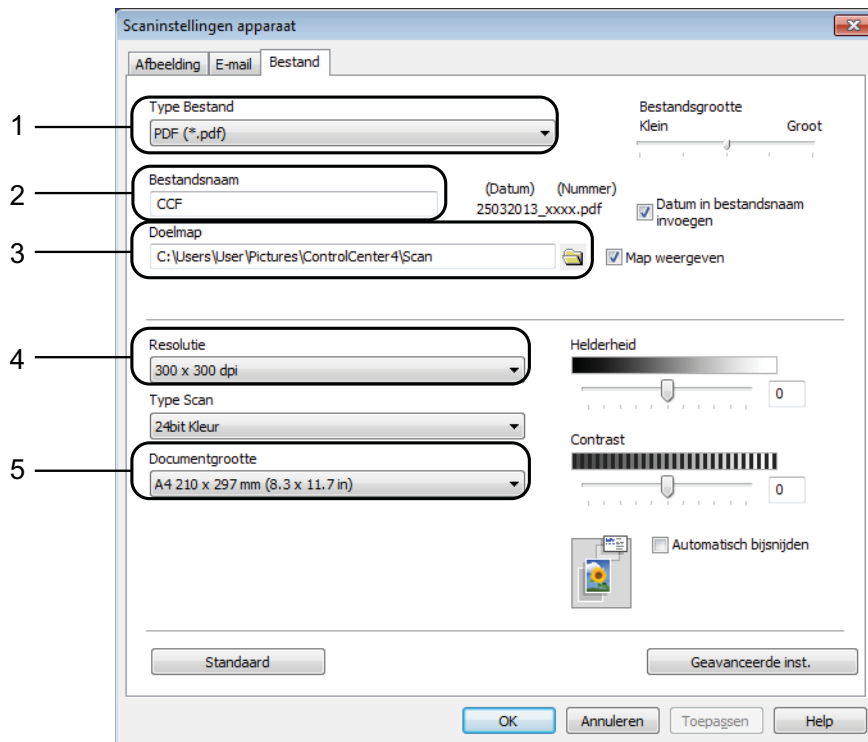 Scaninstellingen apparaat
Afbeelding E-mail Bestand
1
Type Bestand
PDF (*.pdf)
Bestandsgrootte
Klein Groot
2
Bestandsnaam
CCF
(Datum) (Nummer)
25032013_xxxx.pdf
Datum in bestandsnaam
invoegen
3
Doelmap
C:\Users\User\Pictures\ControlCenter4\Scan
Map weergeven
4
Resolutie
300 x 300 dpi
Type Scan
24bit Kleur
5
Documentgrootte
A4 210 x 297 mm (8.3 x 11.7 in)
Helderheid
0
Contrast
0
Automatisch bijsnijden
Standaard
Geavanceerde inst.
OK Annuleren Toepassen Help